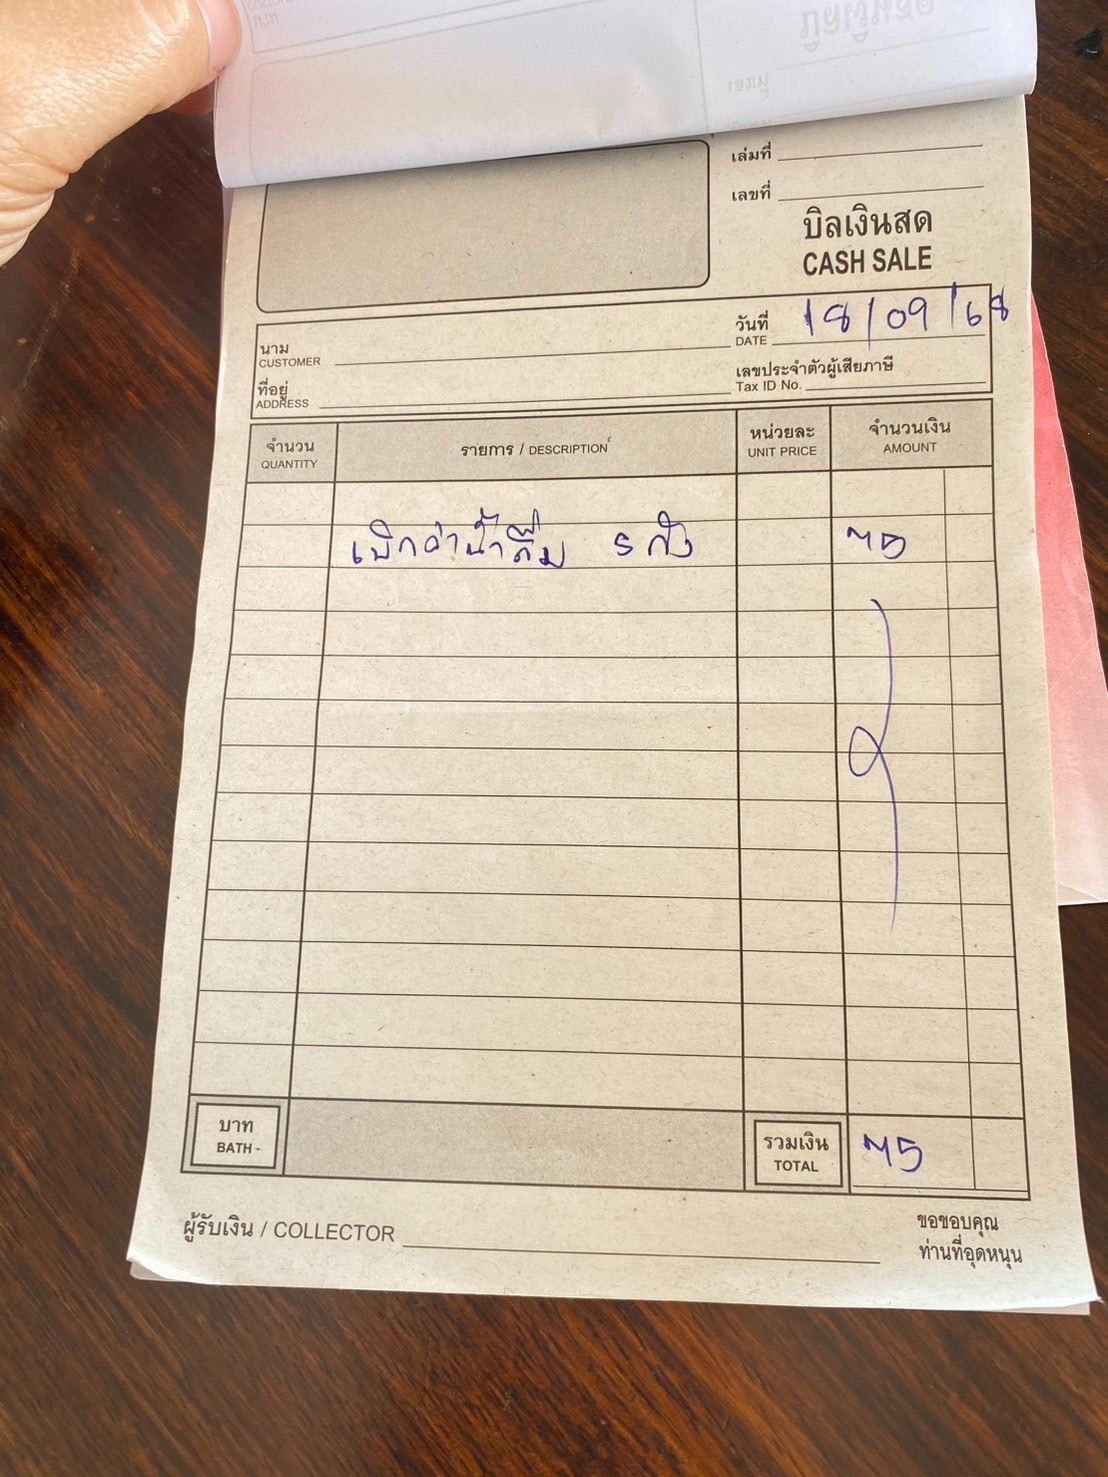 เล่มที่
เลขที่
บิลเงินสด
CASH SALE
นาม
CUSTOMER
วันที่ 18/09/68
DATE
ที่อยู่
ADDRESS
เลขประจำตัวผู้เสียภาษี
Tax ID No.
จำนวน รายการ / DESCRIPTION หน่วยละ จำนวนเงิน
QUANTITY UNIT PRICE AMOUNT
เบิกค่าน้ำดื่ม 5 ถัง 75
บาท รวมเงิน 75
BATH - TOTAL
ผู้รับเงิน / COLLECTOR
ขอขอบคุณ
ท่านที่อุดหนุน